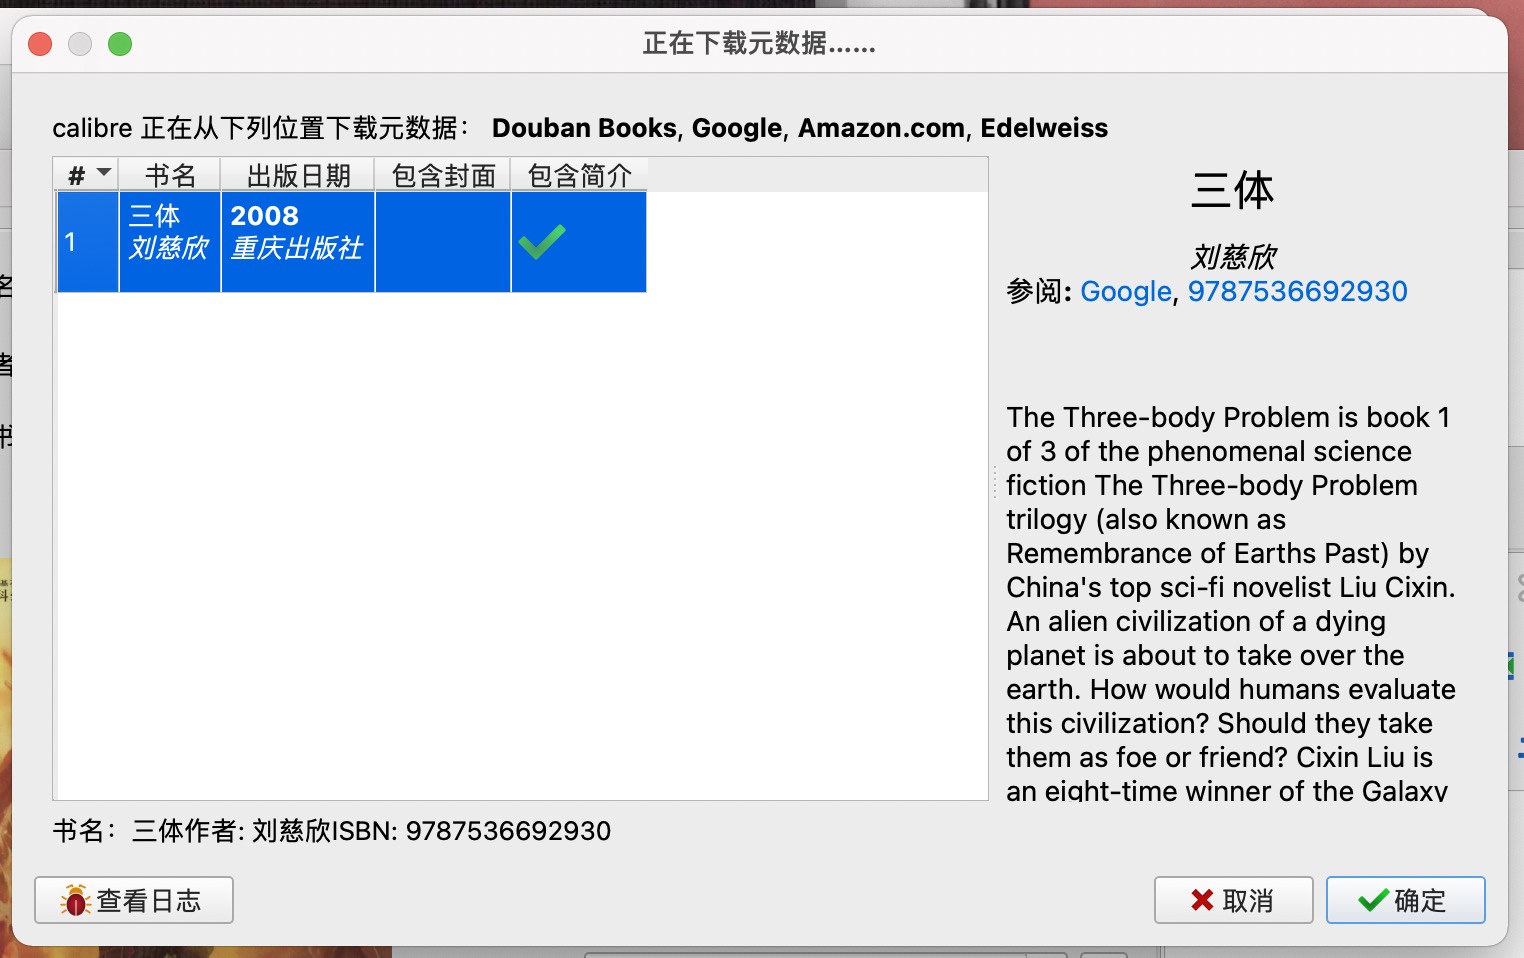 正在下载元数据……
calibre 正在从下列位置下载元数据： Douban Books, Google, Amazon.com, Edelweiss
# 书名 出版日期 包含封面 包含简介
1 三体 2008
刘慈欣 重庆出版社
三体
刘慈欣
参阅: Google, 9787536692930
The Three-body Problem is book 1
of 3 of the phenomenal science
fiction The Three-body Problem
trilogy (also known as
Remembrance of Earths Past) by
China's top sci-fi novelist Liu Cixin.
An alien civilization of a dying
planet is about to take over the
earth. How would humans evaluate
this civilization? Should they take
them as foe or friend? Cixin Liu is
an eight-time winner of the Galaxy
书名： 三体作者: 刘慈欣ISBN: 9787536692930
查看日志
取消
确定